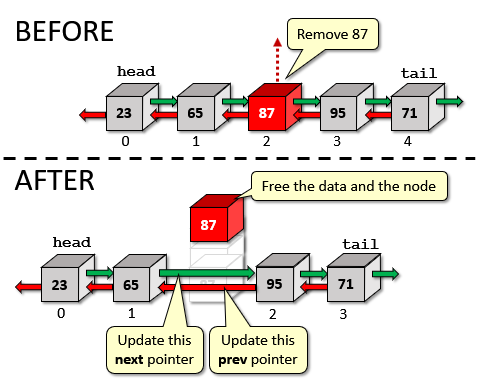 BEFORE
Remove 87
head
tail
23 65 87 95 71
0 1 2 3 4
AFTER
Free the data and the node
87
head
tail
23 65 87 95 71
0 1 2 3
Update this
next pointer
Update this
prev pointer